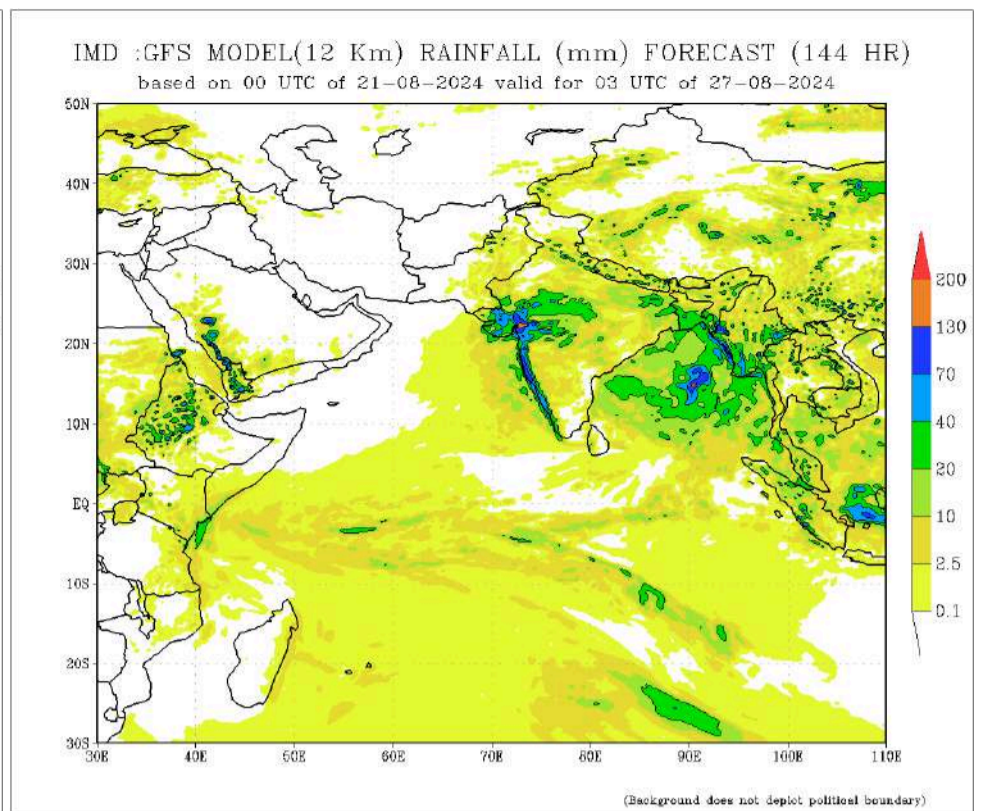 IMD :GFS MODEL(12 Km) RAINFALL (mm) FORECAST (144 HR)
based on 00 UTC of 21-08-2024 valid for 03 UTC of 27-08-2024
50N
40N
30N
20N
10N
EQ
10S
20S
30S
30E 40E 50E 60E 70E 80E 90E 100E 110E
200
130
70
40
20
10
2.5
0.1
(Background does not depict political boundary)